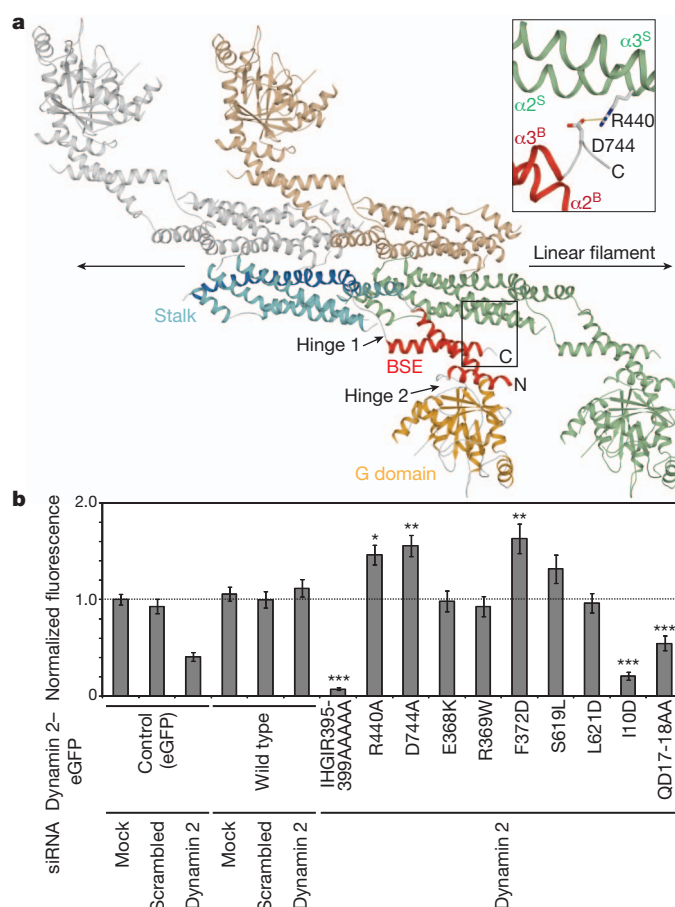 a
α3S
α2S
R440
D744
α3B
C
α2B
Linear filament
Stalk
Hinge 1
BSE
C
N
Hinge 2
G domain
b
Normalized fluorescence
2.0
1.0
0
***
*
**
**
***
***
Dynamin 2–
eGFP
Control
(eGFP)
Wild type
IHGIR395-
399AAAAA
R440A
D744A
E368K
R369W
F372D
S619L
L621D
I10D
QD17-18AA
siRNA
Mock
Scrambled
Dynamin 2
Mock
Scrambled
Dynamin 2
Dynamin 2